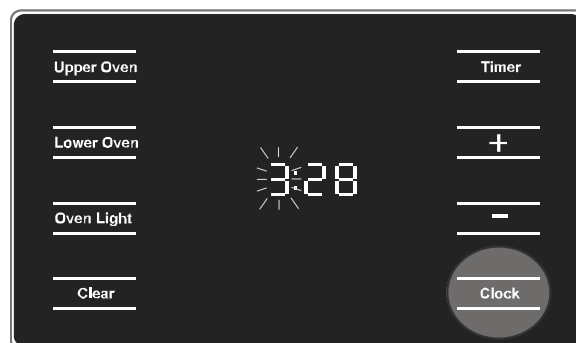 Upper Oven
Timer
Lower Oven
+
3:28
Oven Light
-
Clear
Clock